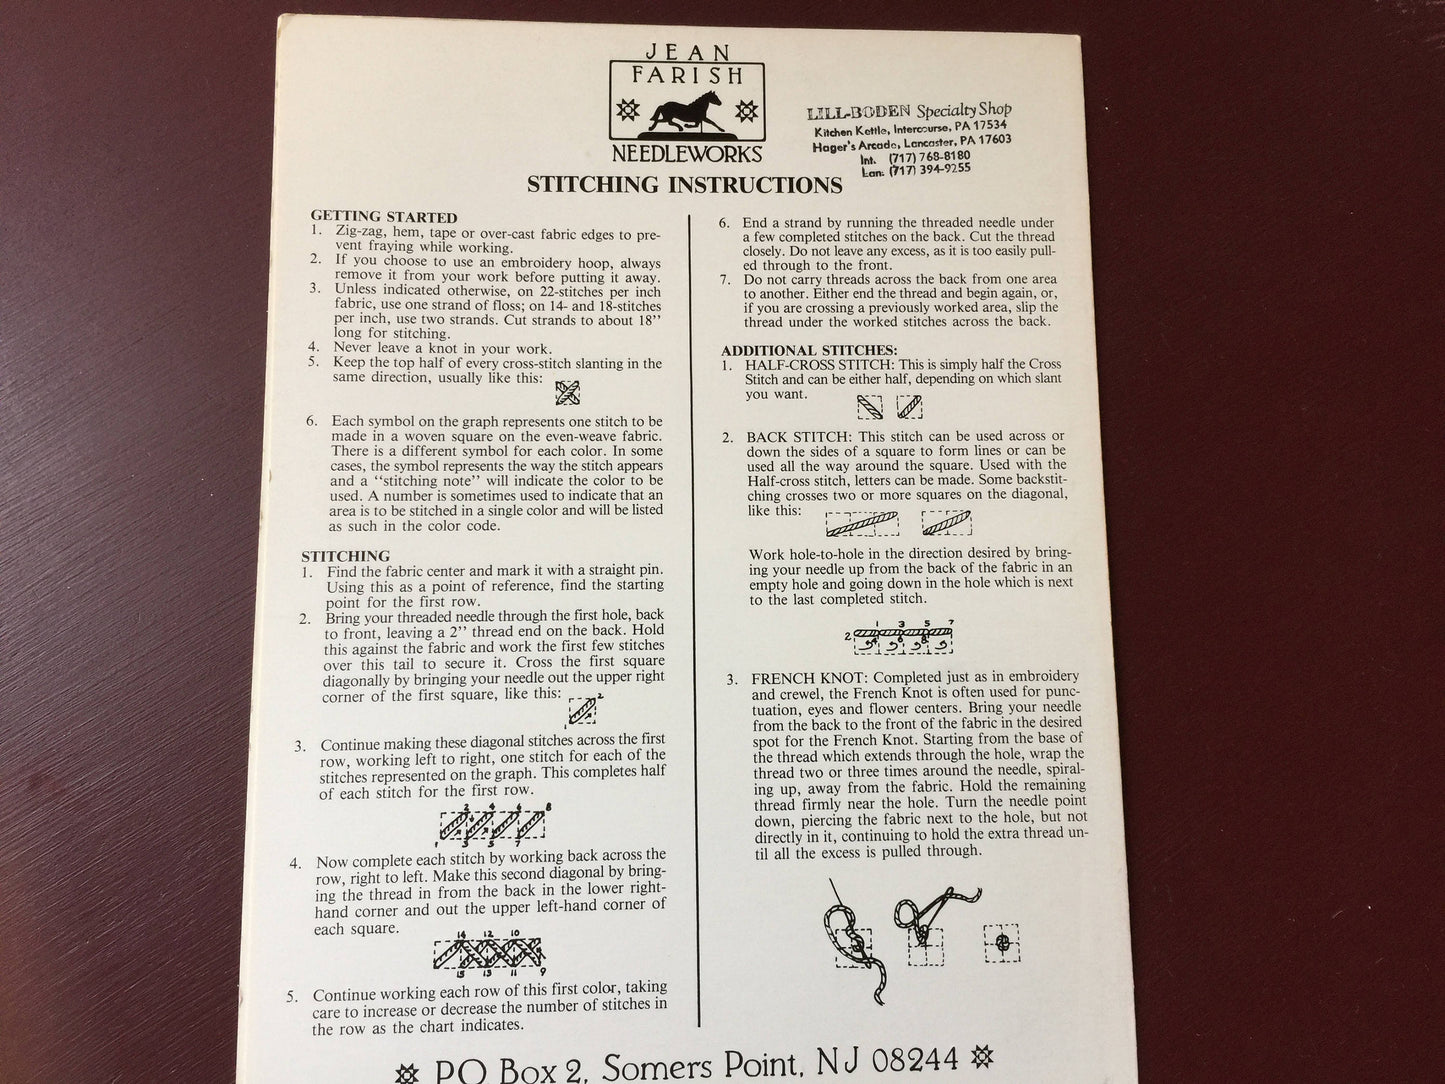 JEAN
FARISH
NEEDLEWORKS
LILL-BODEN Specialty Shop
Kitchen Kettle, Intercourse, PA 17534
Hager's Arcade, Lancaster, PA 17603
Int. (717) 768-8180
Lan: (717) 394-9255
STITCHING INSTRUCTIONS
GETTING STARTED
1. Zig-zag, hem, tape or over-cast fabric edges to pre-
vent fraying while working.
2. If you choose to use an embroidery hoop, always
remove it from your work before putting it away.
3. Unless indicated otherwise, on 22-stitches per inch
fabric, use one strand of floss; on 14- and 18-stitches
per inch, use two strands. Cut strands to about 18’’
long for stitching.
4. Never leave a knot in your work.
5. Keep the top half of every cross-stitch slanting in the
same direction, usually like this:
6. Each symbol on the graph represents one stitch to be
made in a woven square on the even-weave fabric.
There is a different symbol for each color. In some
cases, the symbol represents the way the stitch appears
and a ‘‘stitching note’’ will indicate the color to be
used. A number is sometimes used to indicate that an
area is to be stitched in a single color and will be listed
as such in the color code.
STITCHING
1. Find the fabric center and mark it with a straight pin.
Using this as a point of reference, find the starting
point for the first row.
2. Bring your threaded needle through the first hole, back
to front, leaving a 2’’ thread end on the back. Hold
this against the fabric and work the first few stitches
over this tail to secure it. Cross the first square
diagonally by bringing your needle out the upper right
corner of the first square, like this:
2
1
3. Continue making these diagonal stitches across the first
row, working left to right, one stitch for each of the
stitches represented on the graph. This completes half
of each stitch for the first row.
2 4 6 8
1 3 5 7
4. Now complete each stitch by working back across the
row, right to left. Make this second diagonal by bring-
ing the thread in from the back in the lower right-
hand corner and out the upper left-hand corner of
each square.
14 12 10
15 13 11 9
5. Continue working each row of this first color, taking
care to increase or decrease the number of stitches in
the row as the chart indicates.
6. End a strand by running the threaded needle under
a few completed stitches on the back. Cut the thread
closely. Do not leave any excess, as it is too easily pull-
ed through to the front.
7. Do not carry threads across the back from one area
to another. Either end the thread and begin again, or,
if you are crossing a previously worked area, slip the
thread under the worked stitches across the back.
ADDITIONAL STITCHES:
1. HALF-CROSS STITCH: This is simply half the Cross
Stitch and can be either half, depending on which slant
you want.
2. BACK STITCH: This stitch can be used across or
down the sides of a square to form lines or can be
used all the way around the square. Used with the
Half-cross stitch, letters can be made. Some backstit-
ching crosses two or more squares on the diagonal,
like this:
Work hole-to-hole in the direction desired by bring-
ing your needle up from the back of the fabric in an
empty hole and going down in the hole which is next
to the last completed stitch.
1 3 5 7
2 4 6 8
3. FRENCH KNOT: Completed just as in embroidery
and crewel, the French Knot is often used for punc-
tuation, eyes and flower centers. Bring your needle
from the back to the front of the fabric in the desired
spot for the French Knot. Starting from the base of
the thread which extends through the hole, wrap the
thread two or three times around the needle, spiral-
ing up, away from the fabric. Hold the remaining
thread firmly near the hole. Turn the needle point
down, piercing the fabric next to the hole, but not
directly in it, continuing to hold the extra thread un-
til all the excess is pulled through.
PO Box 2, Somers Point, NJ 08244